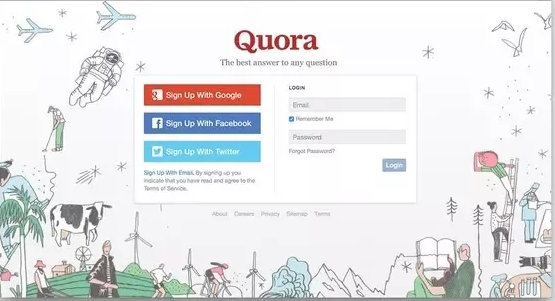 Quora
The best answer to any question
Sign Up With Google
Sign Up With Facebook
Sign Up With Twitter
Sign Up With Email. By signing up you
indicate that you have read and agree to the
Terms of Service.
LOGIN
Email
Remember Me
Password
Forgot Password?
Login
About Careers Privacy Sitemap Terms